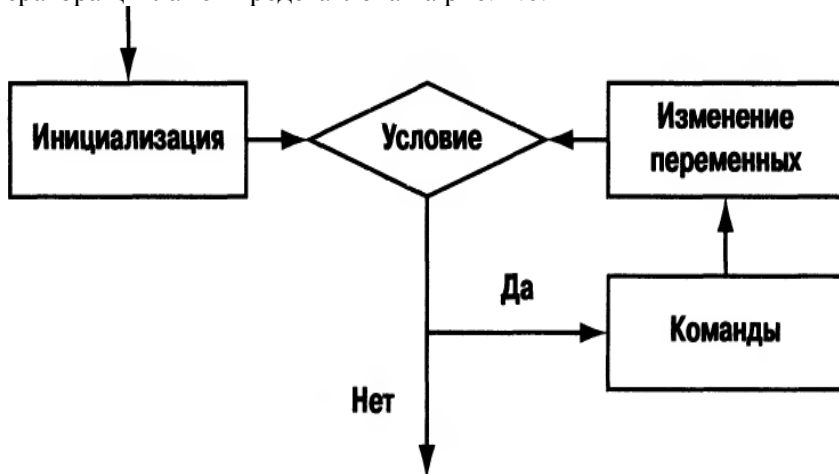 Инициализация
Условие
Изменение
переменных
Да
Команды
Нет